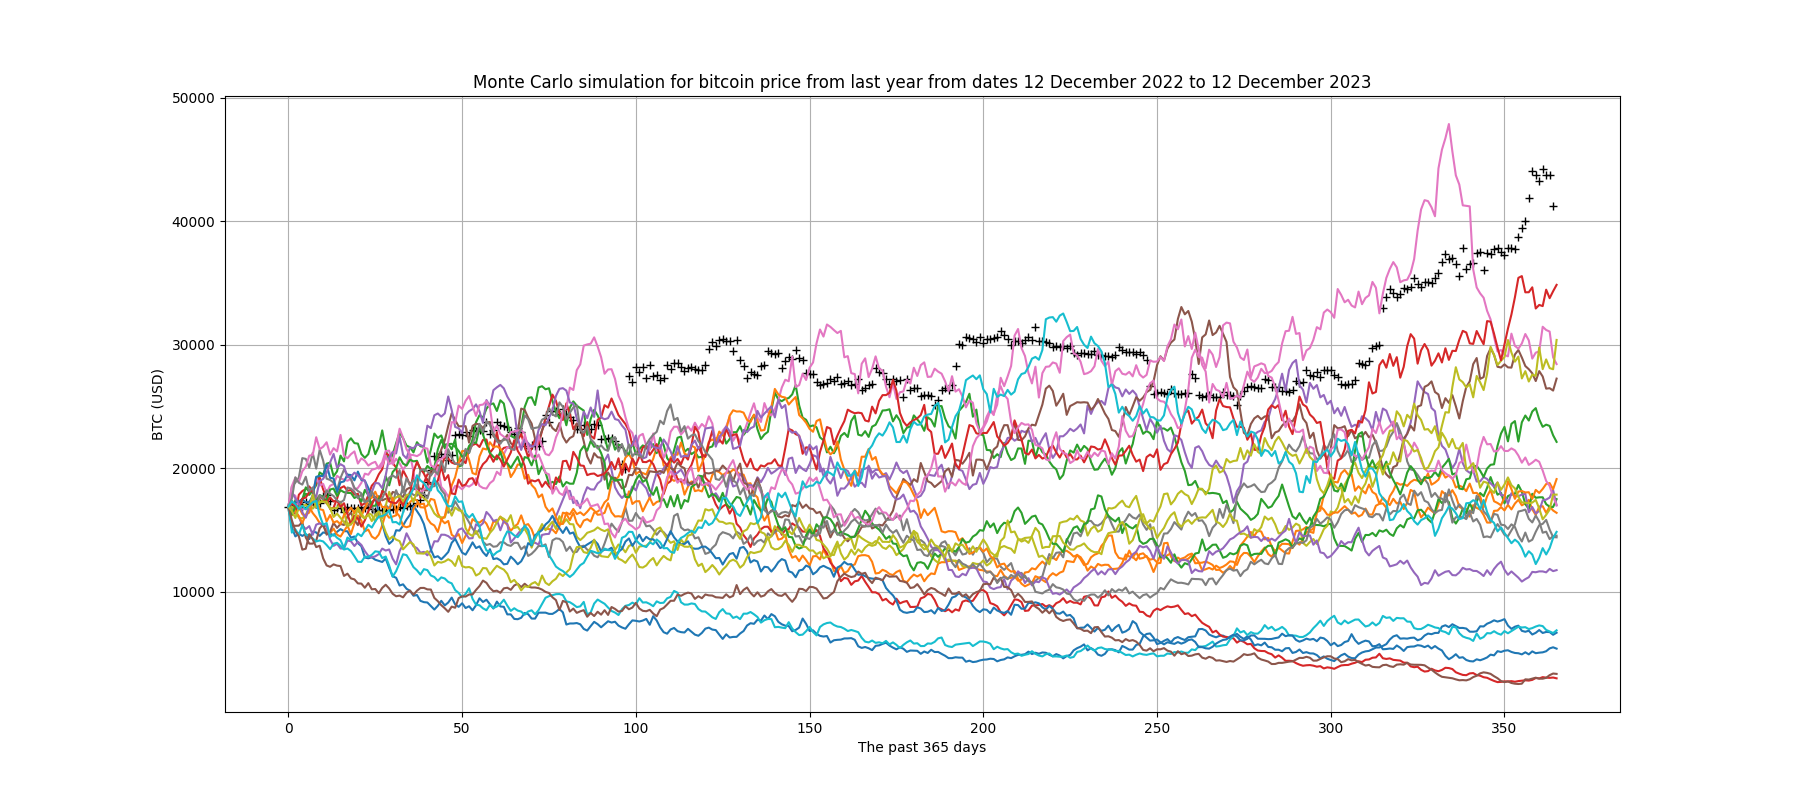 Monte Carlo simulation for bitcoin price from last year from dates 12 December 2022 to 12 December 2023
50000
40000
30000
20000
10000
BTC (USD)
0 50 100 150 200 250 300 350
The past 365 days